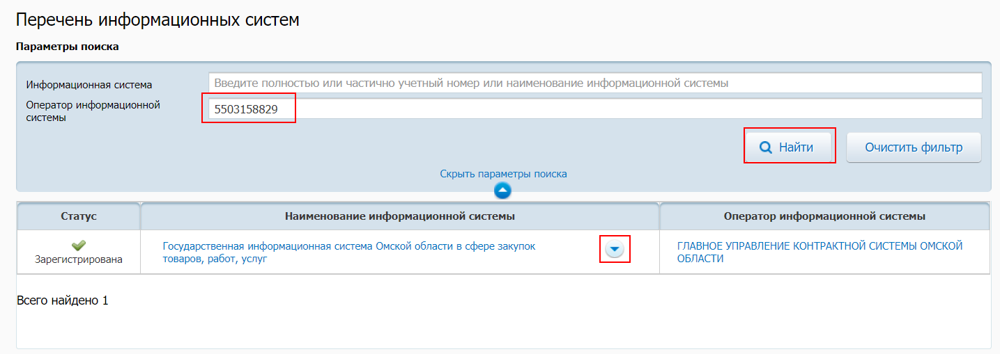 Перечень информационных систем
Параметры поиска
Информационная система
Введите полностью или частично учетный номер или наименование информационной системы
Оператор информационной
системы
5503158829
Найти
Очистить фильтр
Скрыть параметры поиска
Статус
Наименование информационной системы
Оператор информационной системы
Зарегистрирована
Государственная информационная система Омской области в сфере закупок
товаров, работ, услуг
ГЛАВНОЕ УПРАВЛЕНИЕ КОНТРАКТНОЙ СИСТЕМЫ ОМСКОЙ
ОБЛАСТИ
Всего найдено 1